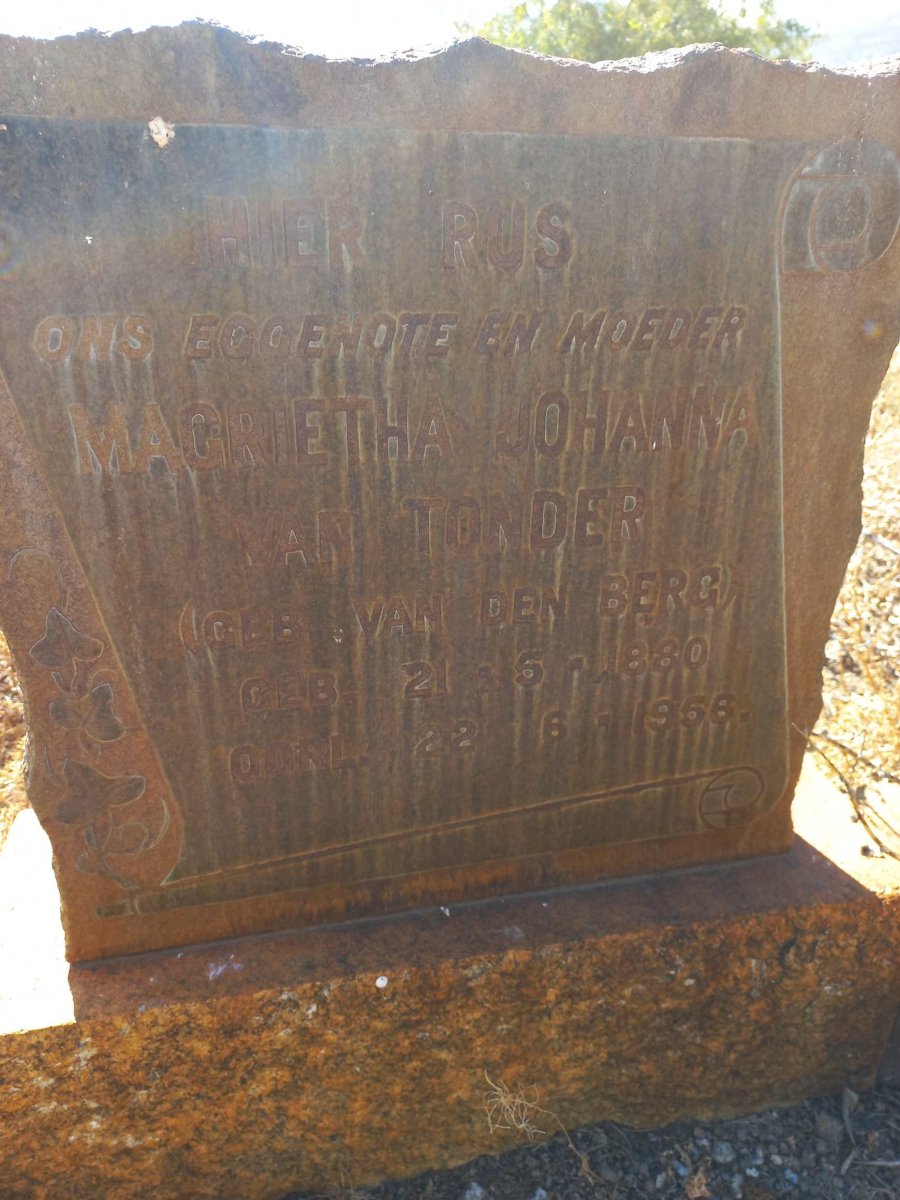 HIER RUS
ONS EGGENOTE EN MOEDER
MAGRIETHA JOHANNA
VAN TONDER
(GEB. VAN DEN BERG)
GEB. 21 - 5 - 1880
OORL. 22 - 6 - 1956.